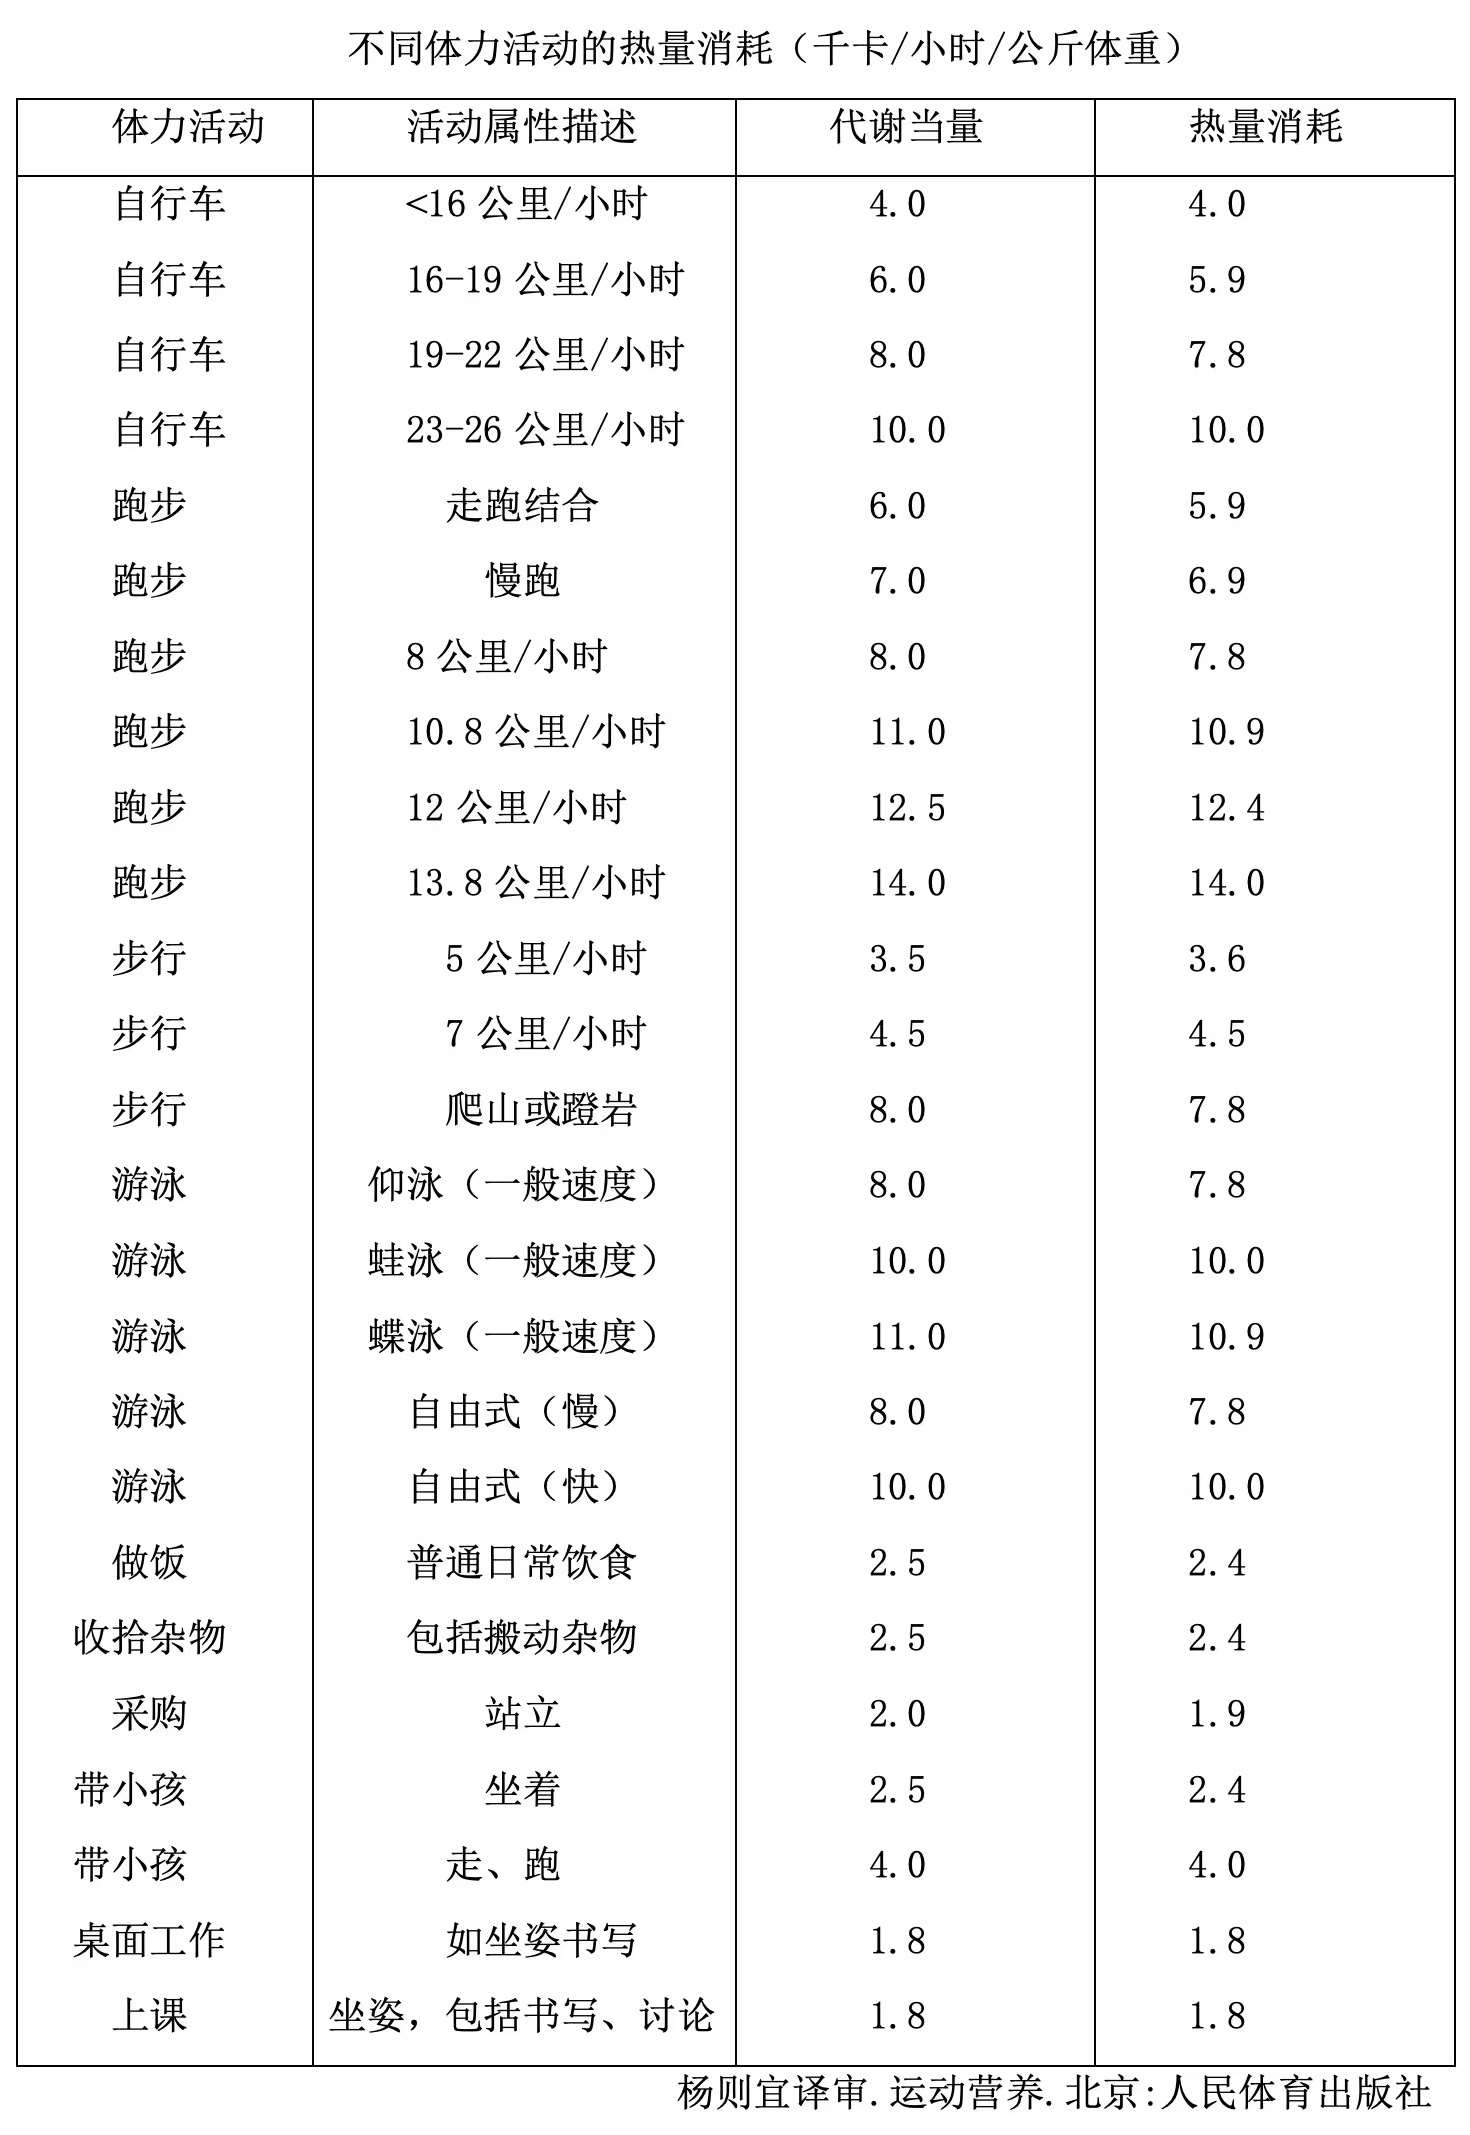 不同体力活动的热量消耗（千卡/小时/公斤体重）
体力活动 活动属性描述 代谢当量 热量消耗
自行车 <16 公里/小时 4.0 4.0
自行车 16-19 公里/小时 6.0 5.9
自行车 19-22 公里/小时 8.0 7.8
自行车 23-26 公里/小时 10.0 10.0
跑步 走跑结合 6.0 5.9
跑步 慢跑 7.0 6.9
跑步 8 公里/小时 8.0 7.8
跑步 10.8 公里/小时 11.0 10.9
跑步 12 公里/小时 12.5 12.4
跑步 13.8 公里/小时 14.0 14.0
步行 5 公里/小时 3.5 3.6
步行 7 公里/小时 4.5 4.5
步行 爬山或蹬岩 8.0 7.8
游泳 仰泳（一般速度） 8.0 7.8
游泳 蛙泳（一般速度） 10.0 10.0
游泳 蝶泳（一般速度） 11.0 10.9
游泳 自由式（慢） 8.0 7.8
游泳 自由式（快） 10.0 10.0
做饭 普通日常饮食 2.5 2.4
收拾杂物 包括搬动杂物 2.5 2.4
采购 站立 2.0 1.9
带小孩 坐着 2.5 2.4
带小孩 走、跑 4.0 4.0
桌面工作 如坐姿书写 1.8 1.8
上课 坐姿，包括书写、讨论 1.8 1.8
杨则宜译审.运动营养.北京:人民体育出版社